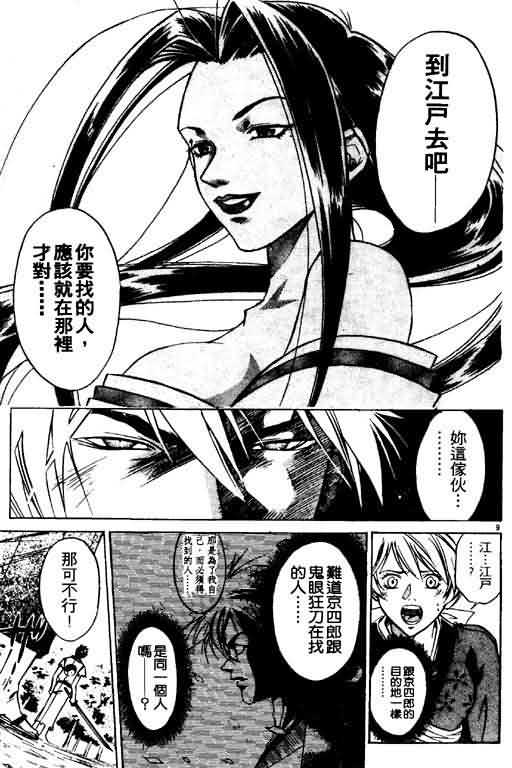 到江戶去吧——
你要找的人，
應該就在那裡
才對……
妳這傢伙…
………
9
江…江戶
………？
跟京四郎的
目的地一樣
難道京四郎跟
鬼眼狂刀在找
的人……
那是為了我自
己，而必須得
找到的人……
是同一個人
嗎——？
那可不行！